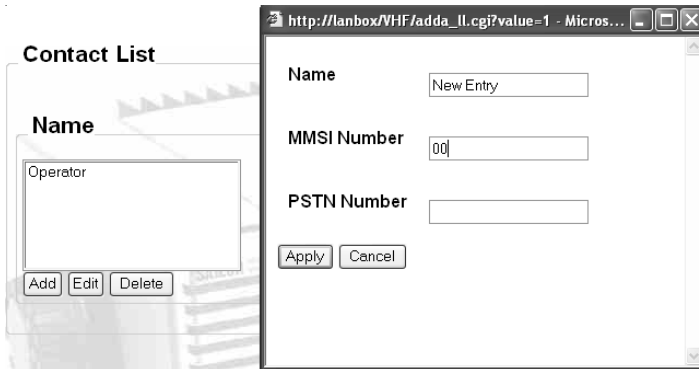 Contact List
Name
Operator
Add Edit Delete
http://lanbox/VHF/adda_ll.cgi?value=1 - Micros...
Name
New Entry
MMSI Number
00
PSTN Number
Apply Cancel